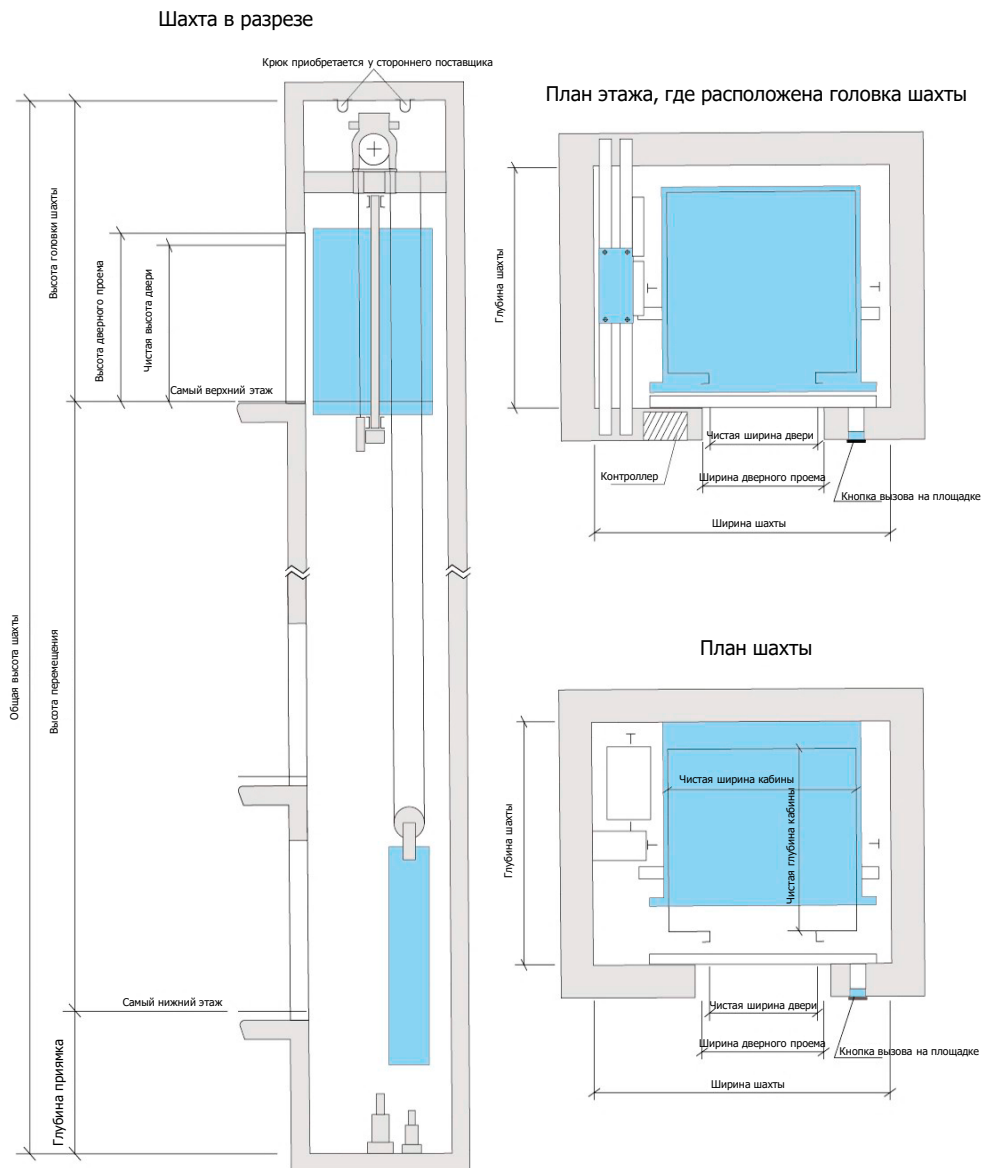 Шахта в разрезе
Крюк приобретается у стороннего поставщика
Общая высота шахты
Высота головки шахты
Высота дверного проема
Чистая высота двери
Самый верхний этаж
Высота перемещения
Самый нижний этаж
Глубина приямка
План этажа, где расположена головка шахты
Глубина шахты
Чистая ширина двери
Контроллер
Ширина дверного проема
Кнопка вызова на площадке
Ширина шахты
План шахты
Глубина шахты
Чистая ширина кабины
Чистая глубина кабины
Чистая ширина двери
Ширина дверного проема
Кнопка вызова на площадке
Ширина шахты